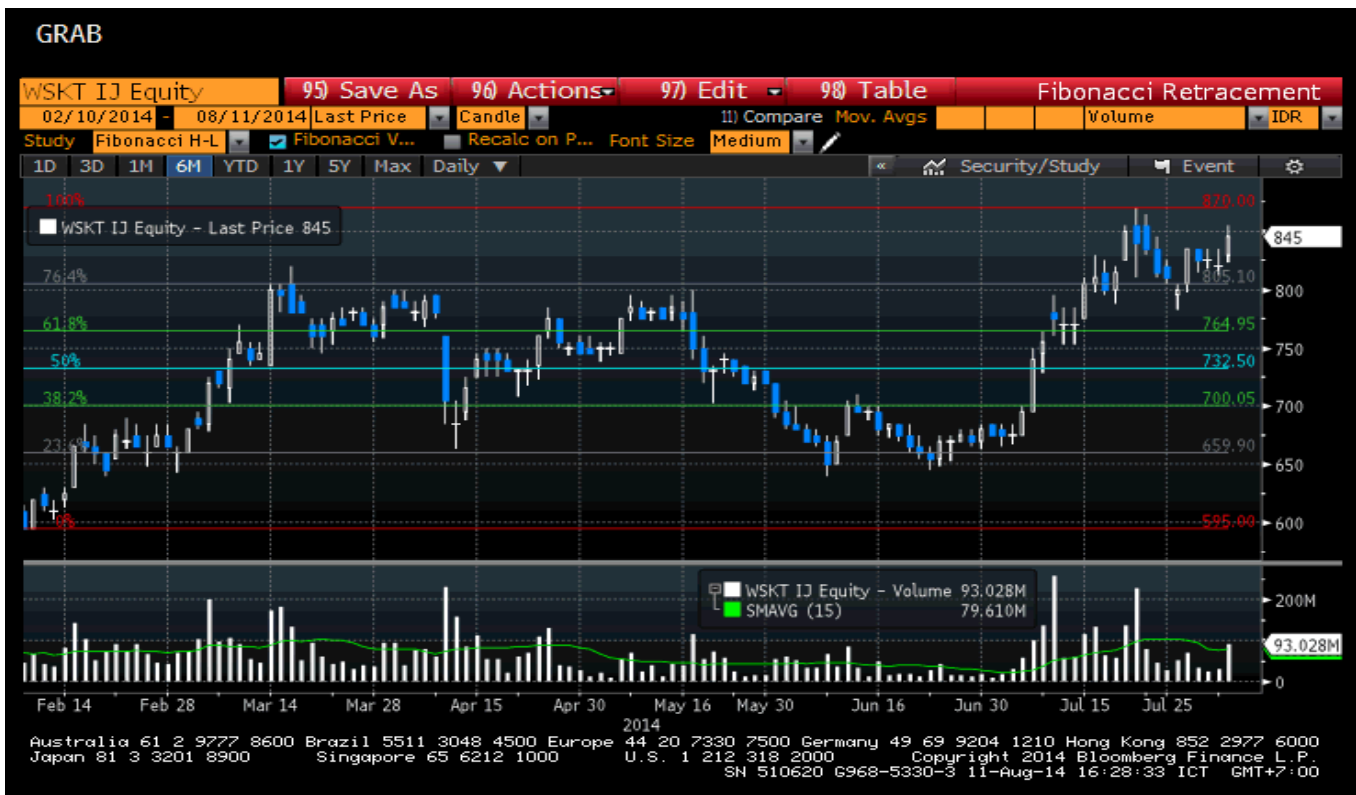 GRAB
WSKT IJ Equity 95) Save As 96) Actions 97) Edit 98) Table Fibonacci Retracement
02/10/2014 - 08/11/2014 Last Price Candle 11) Compare Mov. Avgs Volume IDR
Study Fibonacci H-L Fibonacci V... Recalc on P... Font Size Medium
1D 3D 1M 6M YTD 1Y 5Y Max Daily ▼ « Security/Study Event
100% 870.00
WSKT IJ Equity - Last Price 845
845
76.4% 805.10
800
61.8% 764.95
750
50% 732.50
38.2% 700.05
700
23.6% 659.90
650
0% 595.00
600
WSKT IJ Equity - Volume 93.028M
SMAVG (15) 79.610M
200M
93.028M
0
Feb 14 Feb 28 Mar 14 Mar 28 Apr 15 Apr 30 May 16 May 30 Jun 16 Jun 30 Jul 15 Jul 25
2014
Australia 61 2 9777 8600 Brazil 5511 3048 4500 Europe 44 20 7330 7500 Germany 49 69 9204 1210 Hong Kong 852 2977 6000
Japan 81 3 3201 8900 Singapore 65 6212 1000 U.S. 1 212 318 2000 Copyright 2014 Bloomberg Finance L.P.
SN 510620 G968-5330-3 11-Aug-14 16:28:33 ICT GMT+7:00